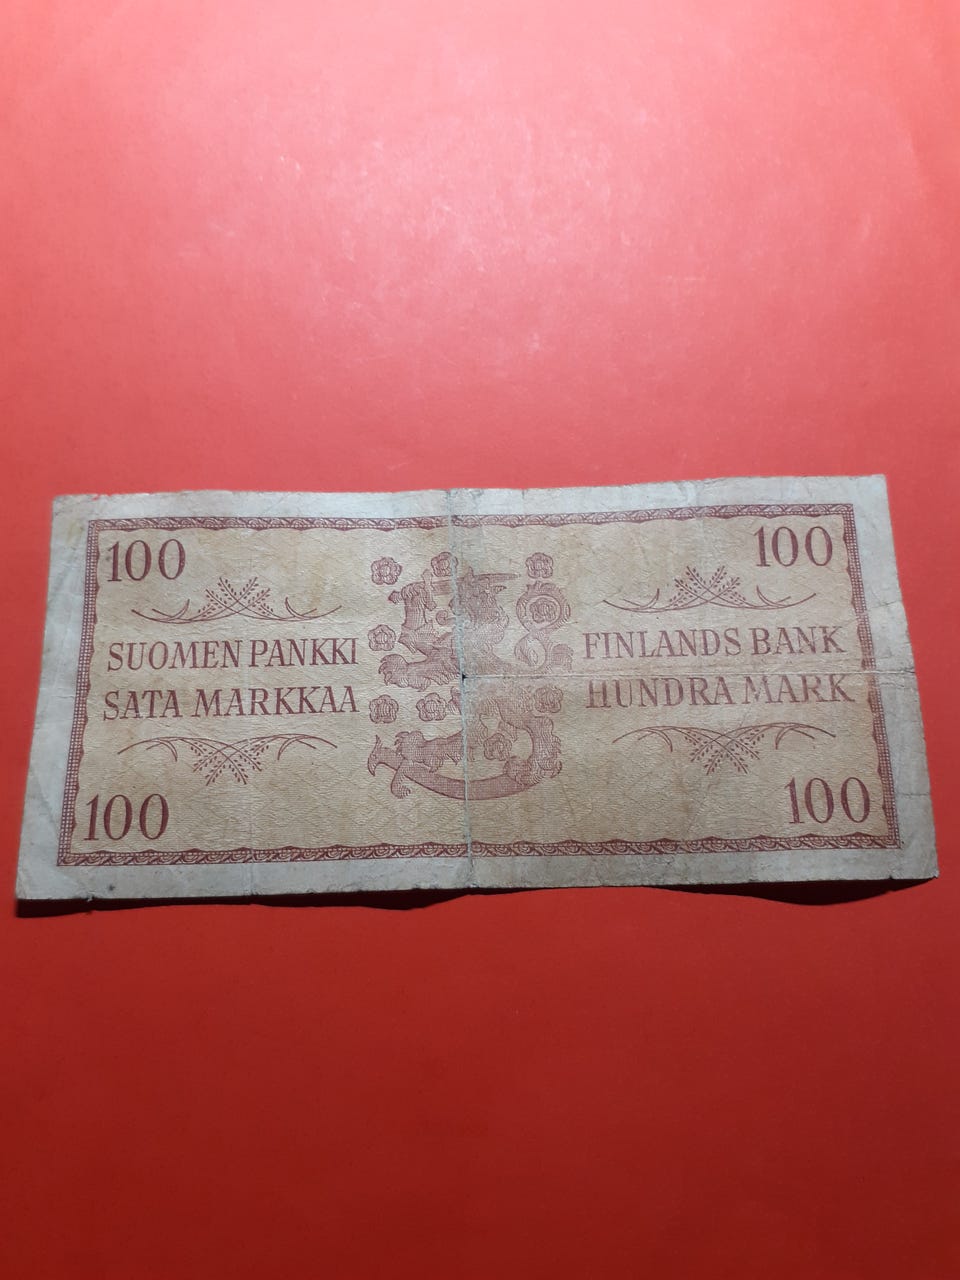 100
100
SUOMEN PANKKI
SATA MARKKAA
FINLANDS BANK
HUNDRA MARK
100
100